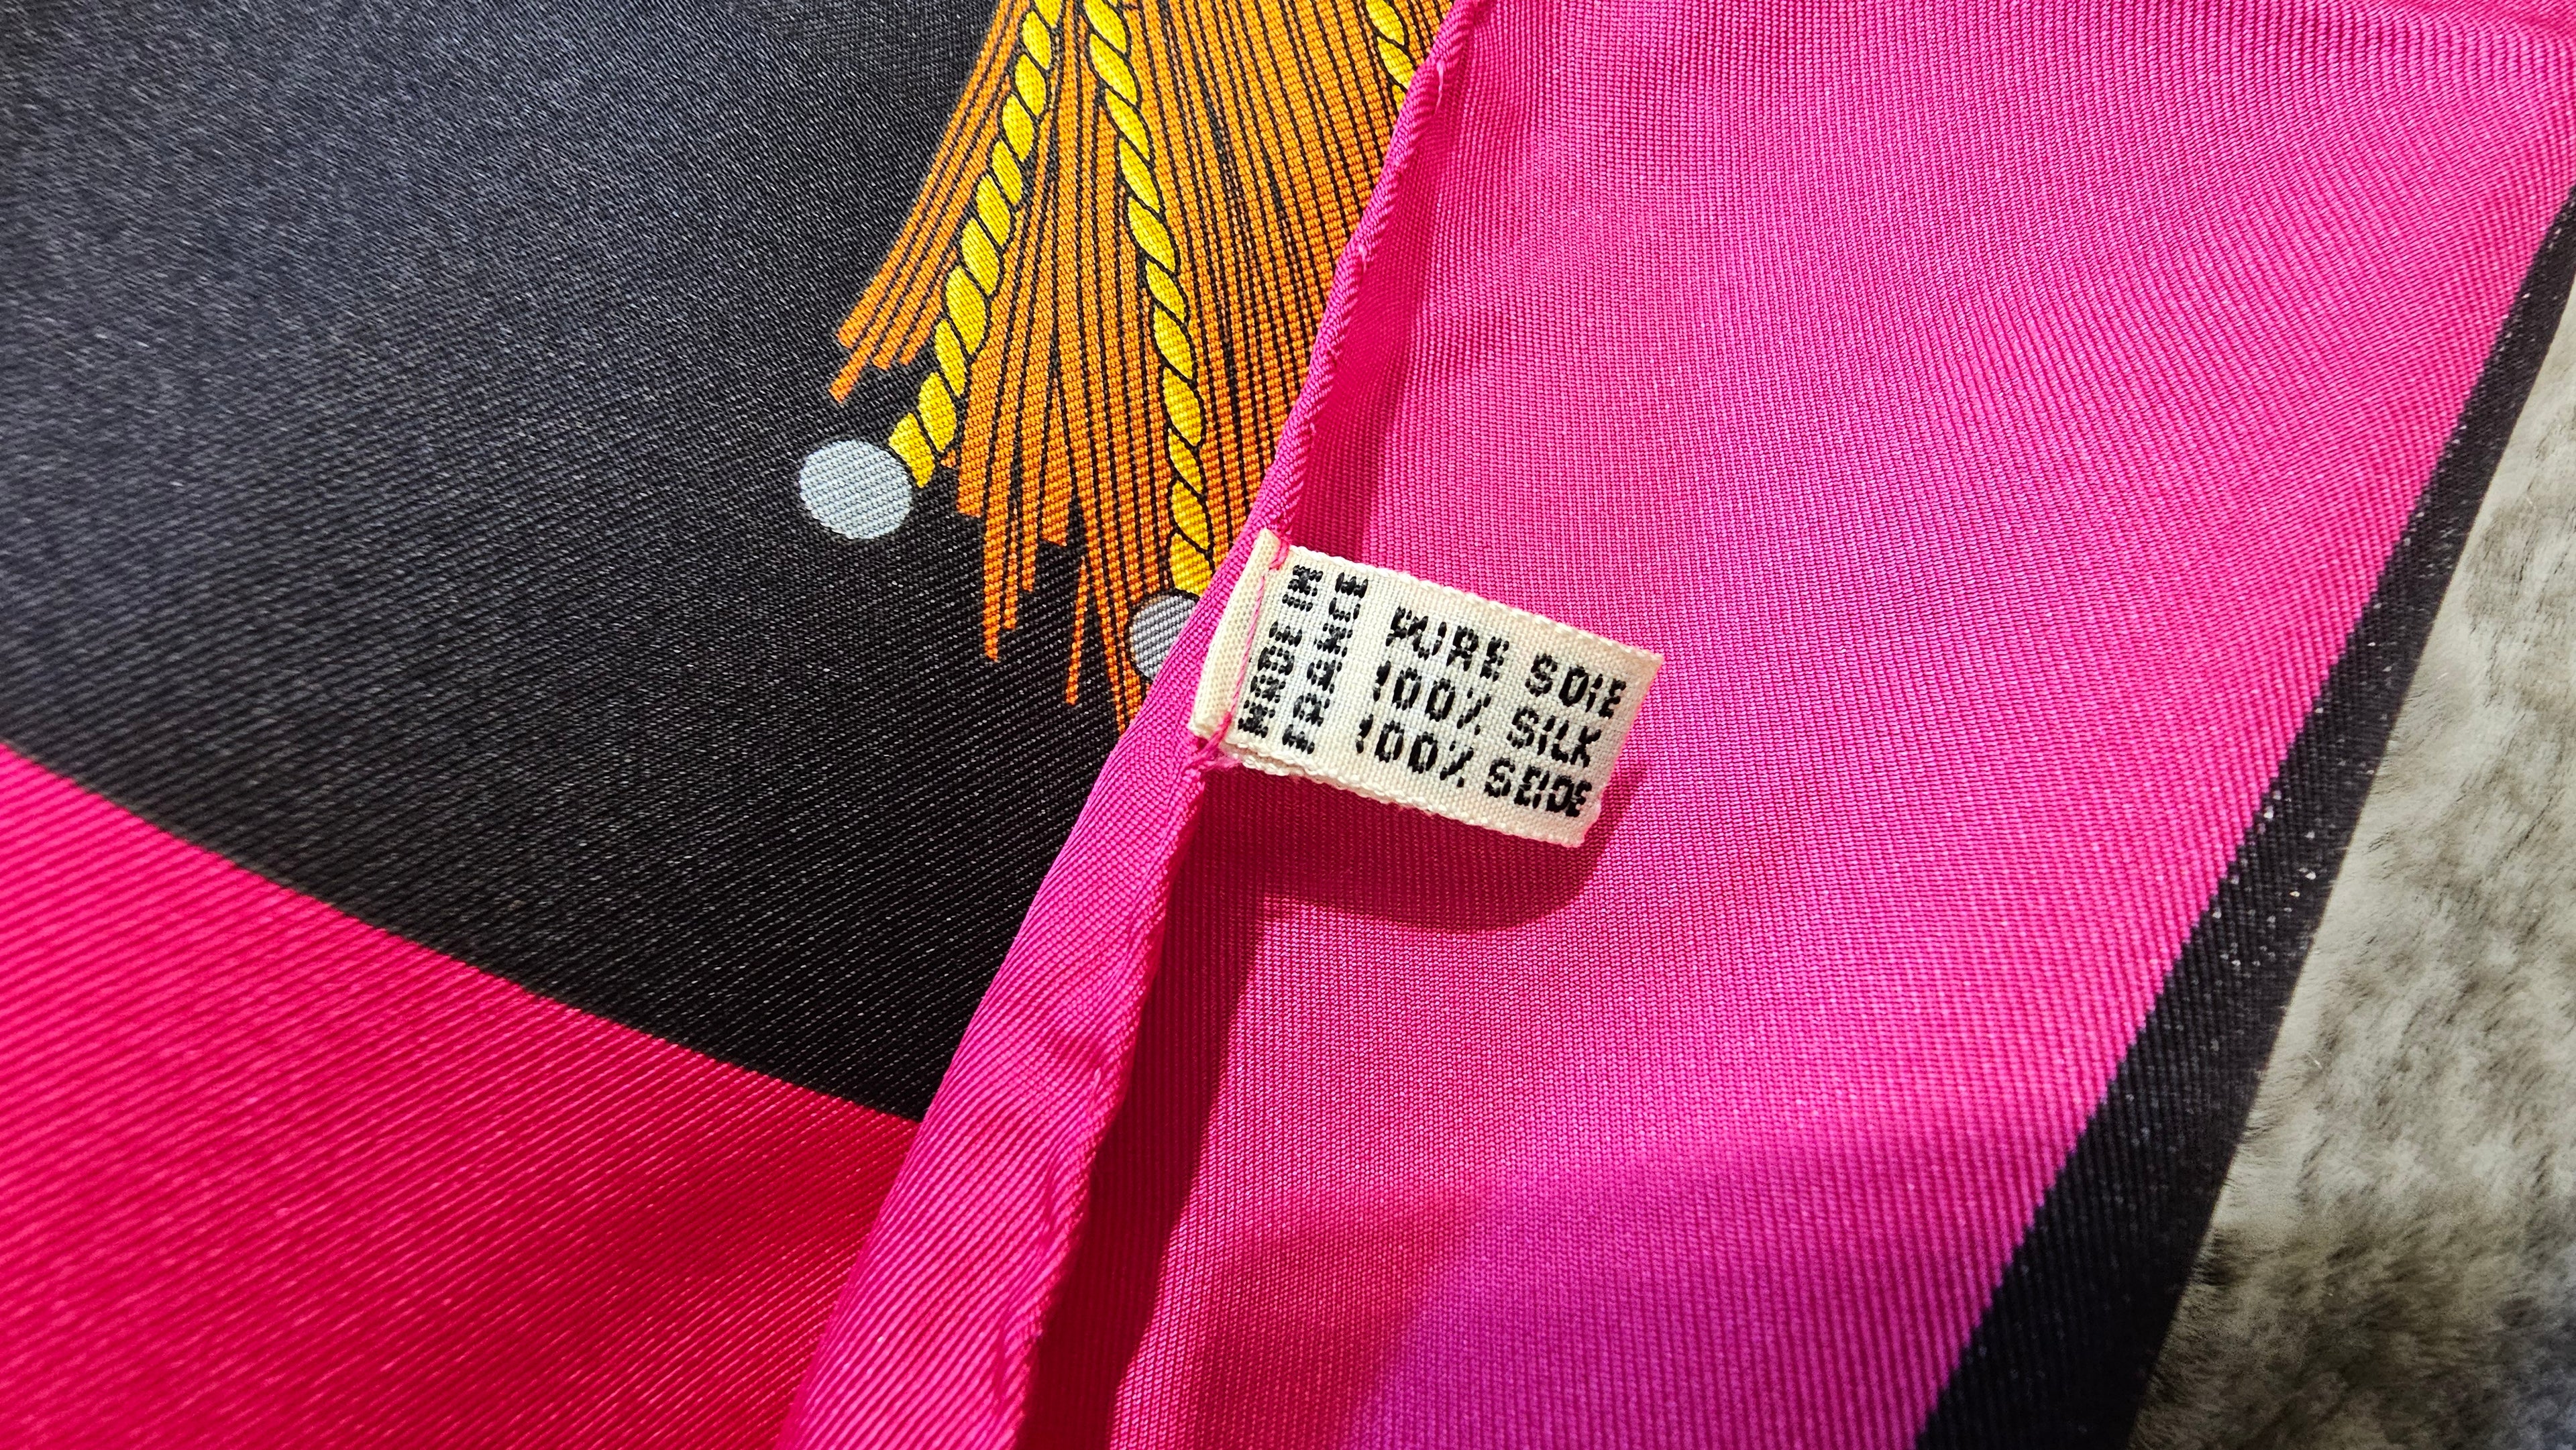 MADE IN
FRANCE
PURE SOIE
100% SILK
100% SEIDE